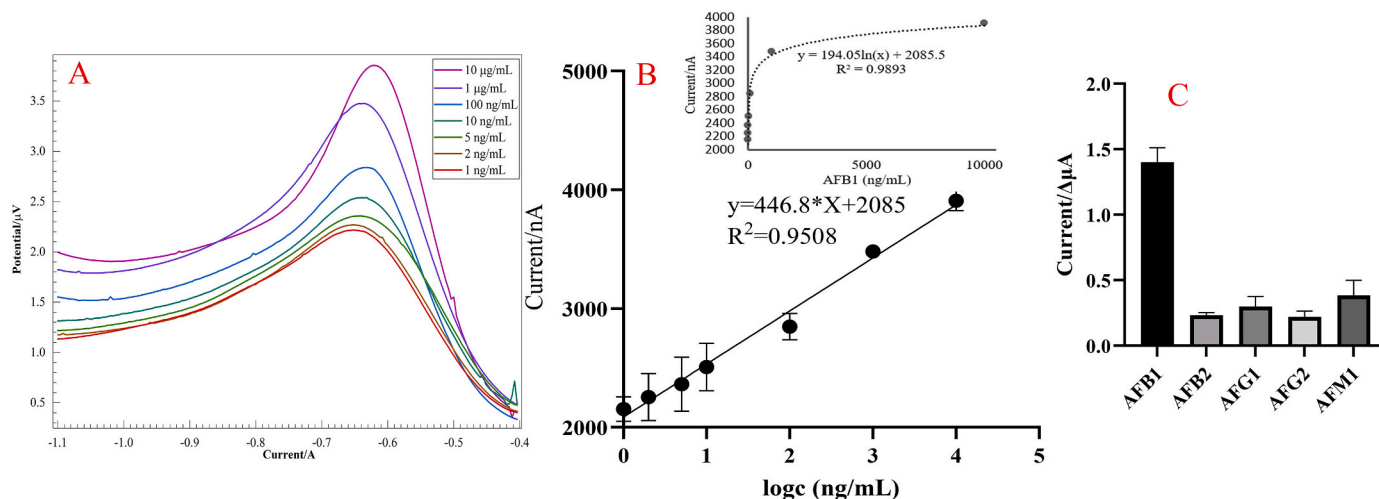 A
10 μg/mL
1 μg/mL
100 ng/mL
10 ng/mL
5 ng/mL
2 ng/mL
1 ng/mL
Potential/μV
3.5
3.0
2.5
2.0
1.5
1.0
0.5
-1.1
-1.0
-0.9
-0.8
-0.7
-0.6
-0.5
-0.4
Current/A
B
Current/nA
5000
4000
3000
2000
0
1
2
3
4
5
logc (ng/mL)
y=446.8*X+2085
R²=0.9508
Current/nA
4000
3800
3600
3400
3200
3000
2800
2600
2400
2200
2000
0
5000
10000
AFB1 (ng/mL)
y = 194.05ln(x) + 2085.5
R² = 0.9893
C
Current/ΔμA
2.0
1.5
1.0
0.5
0.0
AFB1
AFB2
AFG1
AFG2
AFM1